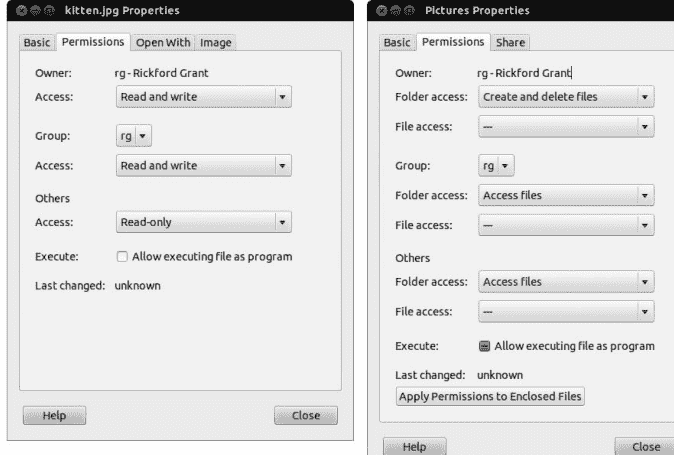 kitten.jpg Properties
Basic Permissions Open With Image
Owner: rg - Rickford Grant
Access: Read and write
Group: rg
Access: Read and write
Others
Access: Read-only
Execute: Allow executing file as program
Last changed: unknown
Help Close
Pictures Properties
Basic Permissions Share
Owner: rg - Rickford Grant
Folder access: Create and delete files
File access: ---
Group: rg
Folder access: Access files
File access: ---
Others
Folder access: Access files
File access: ---
Execute: Allow executing file as program
Last changed: unknown
Apply Permissions to Enclosed Files
Help Close